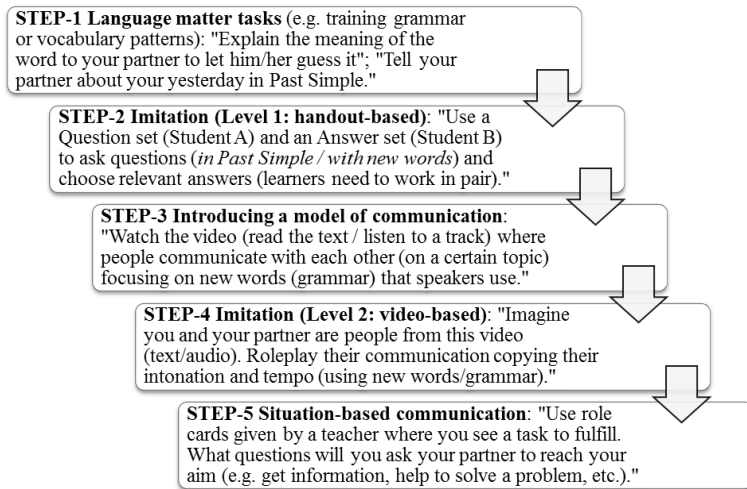 STEP-1 Language matter tasks (e.g. training grammar
or vocabulary patterns): "Explain the meaning of the
word to your partner to let him/her guess it"; "Tell your
partner about your yesterday in Past Simple."
STEP-2 Imitation (Level 1: handout-based): "Use a
Question set (Student A) and an Answer set (Student B)
to ask questions (in Past Simple / with new words) and
choose relevant answers (learners need to work in pair)."
STEP-3 Introducing a model of communication:
"Watch the video (read the text / listen to a track) where
people communicate with each other (on a certain topic)
focusing on new words (grammar) that speakers use."
STEP-4 Imitation (Level 2: video-based): "Imagine
you and your partner are people from this video
(text/audio). Roleplay their communication copying their
intonation and tempo (using new words/grammar)."
STEP-5 Situation-based communication: "Use role
cards given by a teacher where you see a task to fulfill.
What questions will you ask your partner to reach your
aim (e.g. get information, help to solve a problem, etc.)."